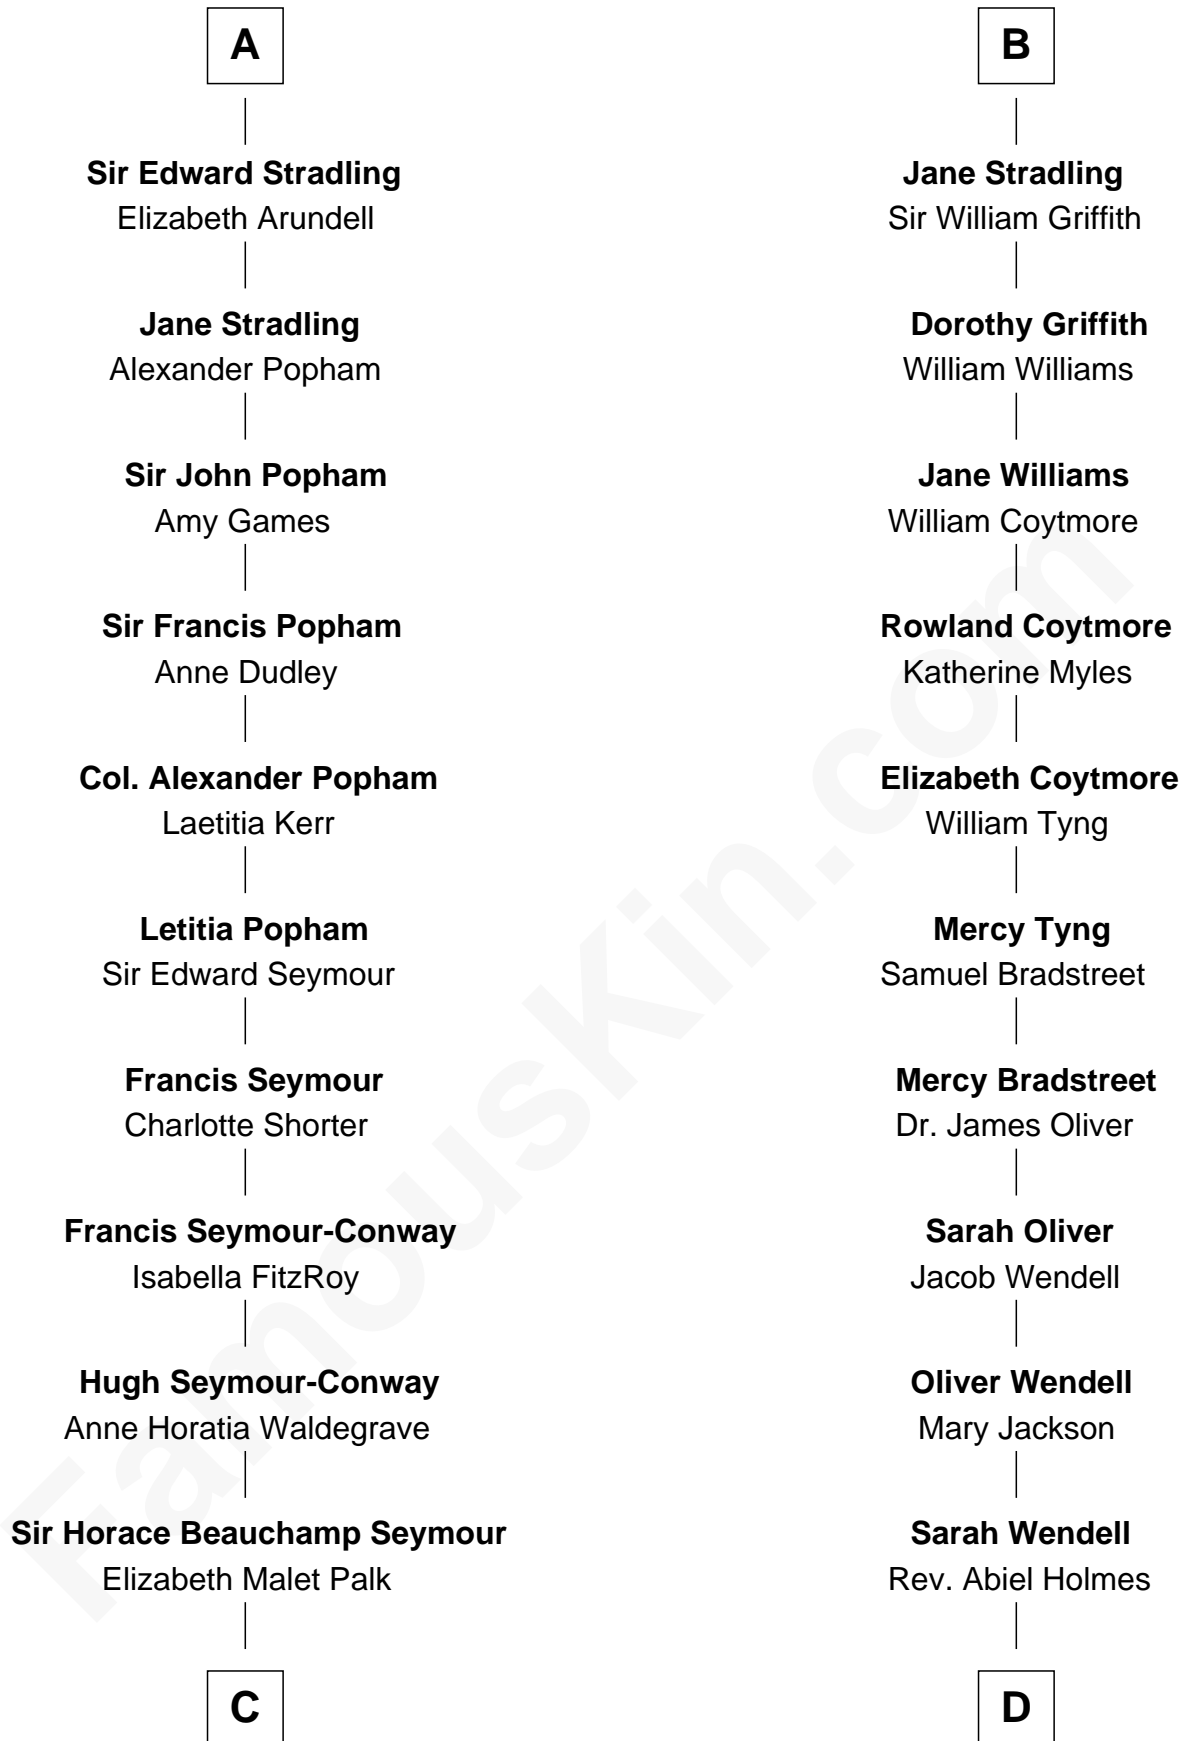 A
Sir Edward Stradling
Elizabeth Arundell
Jane Stradling
Alexander Popham
Sir John Popham
Amy Games
Sir Francis Popham
Anne Dudley
Col. Alexander Popham
Laetitia Kerr
Letitia Popham
Sir Edward Seymour
Francis Seymour
Charlotte Shorter
Francis Seymour-Conway
Isabella FitzRoy
Hugh Seymour-Conway
Anne Horatia Waldegrave
Sir Horace Beauchamp Seymour
Elizabeth Malet Palk
C
B
Jane Stradling
Sir William Griffith
Dorothy Griffith
William Williams
Jane Williams
William Coytmore
Rowland Coytmore
Katherine Myles
Elizabeth Coytmore
William Tyng
Mercy Tyng
Samuel Bradstreet
Mercy Bradstreet
Dr. James Oliver
Sarah Oliver
Jacob Wendell
Oliver Wendell
Mary Jackson
Sarah Wendell
Rev. Abiel Holmes
D
FamousKin.com